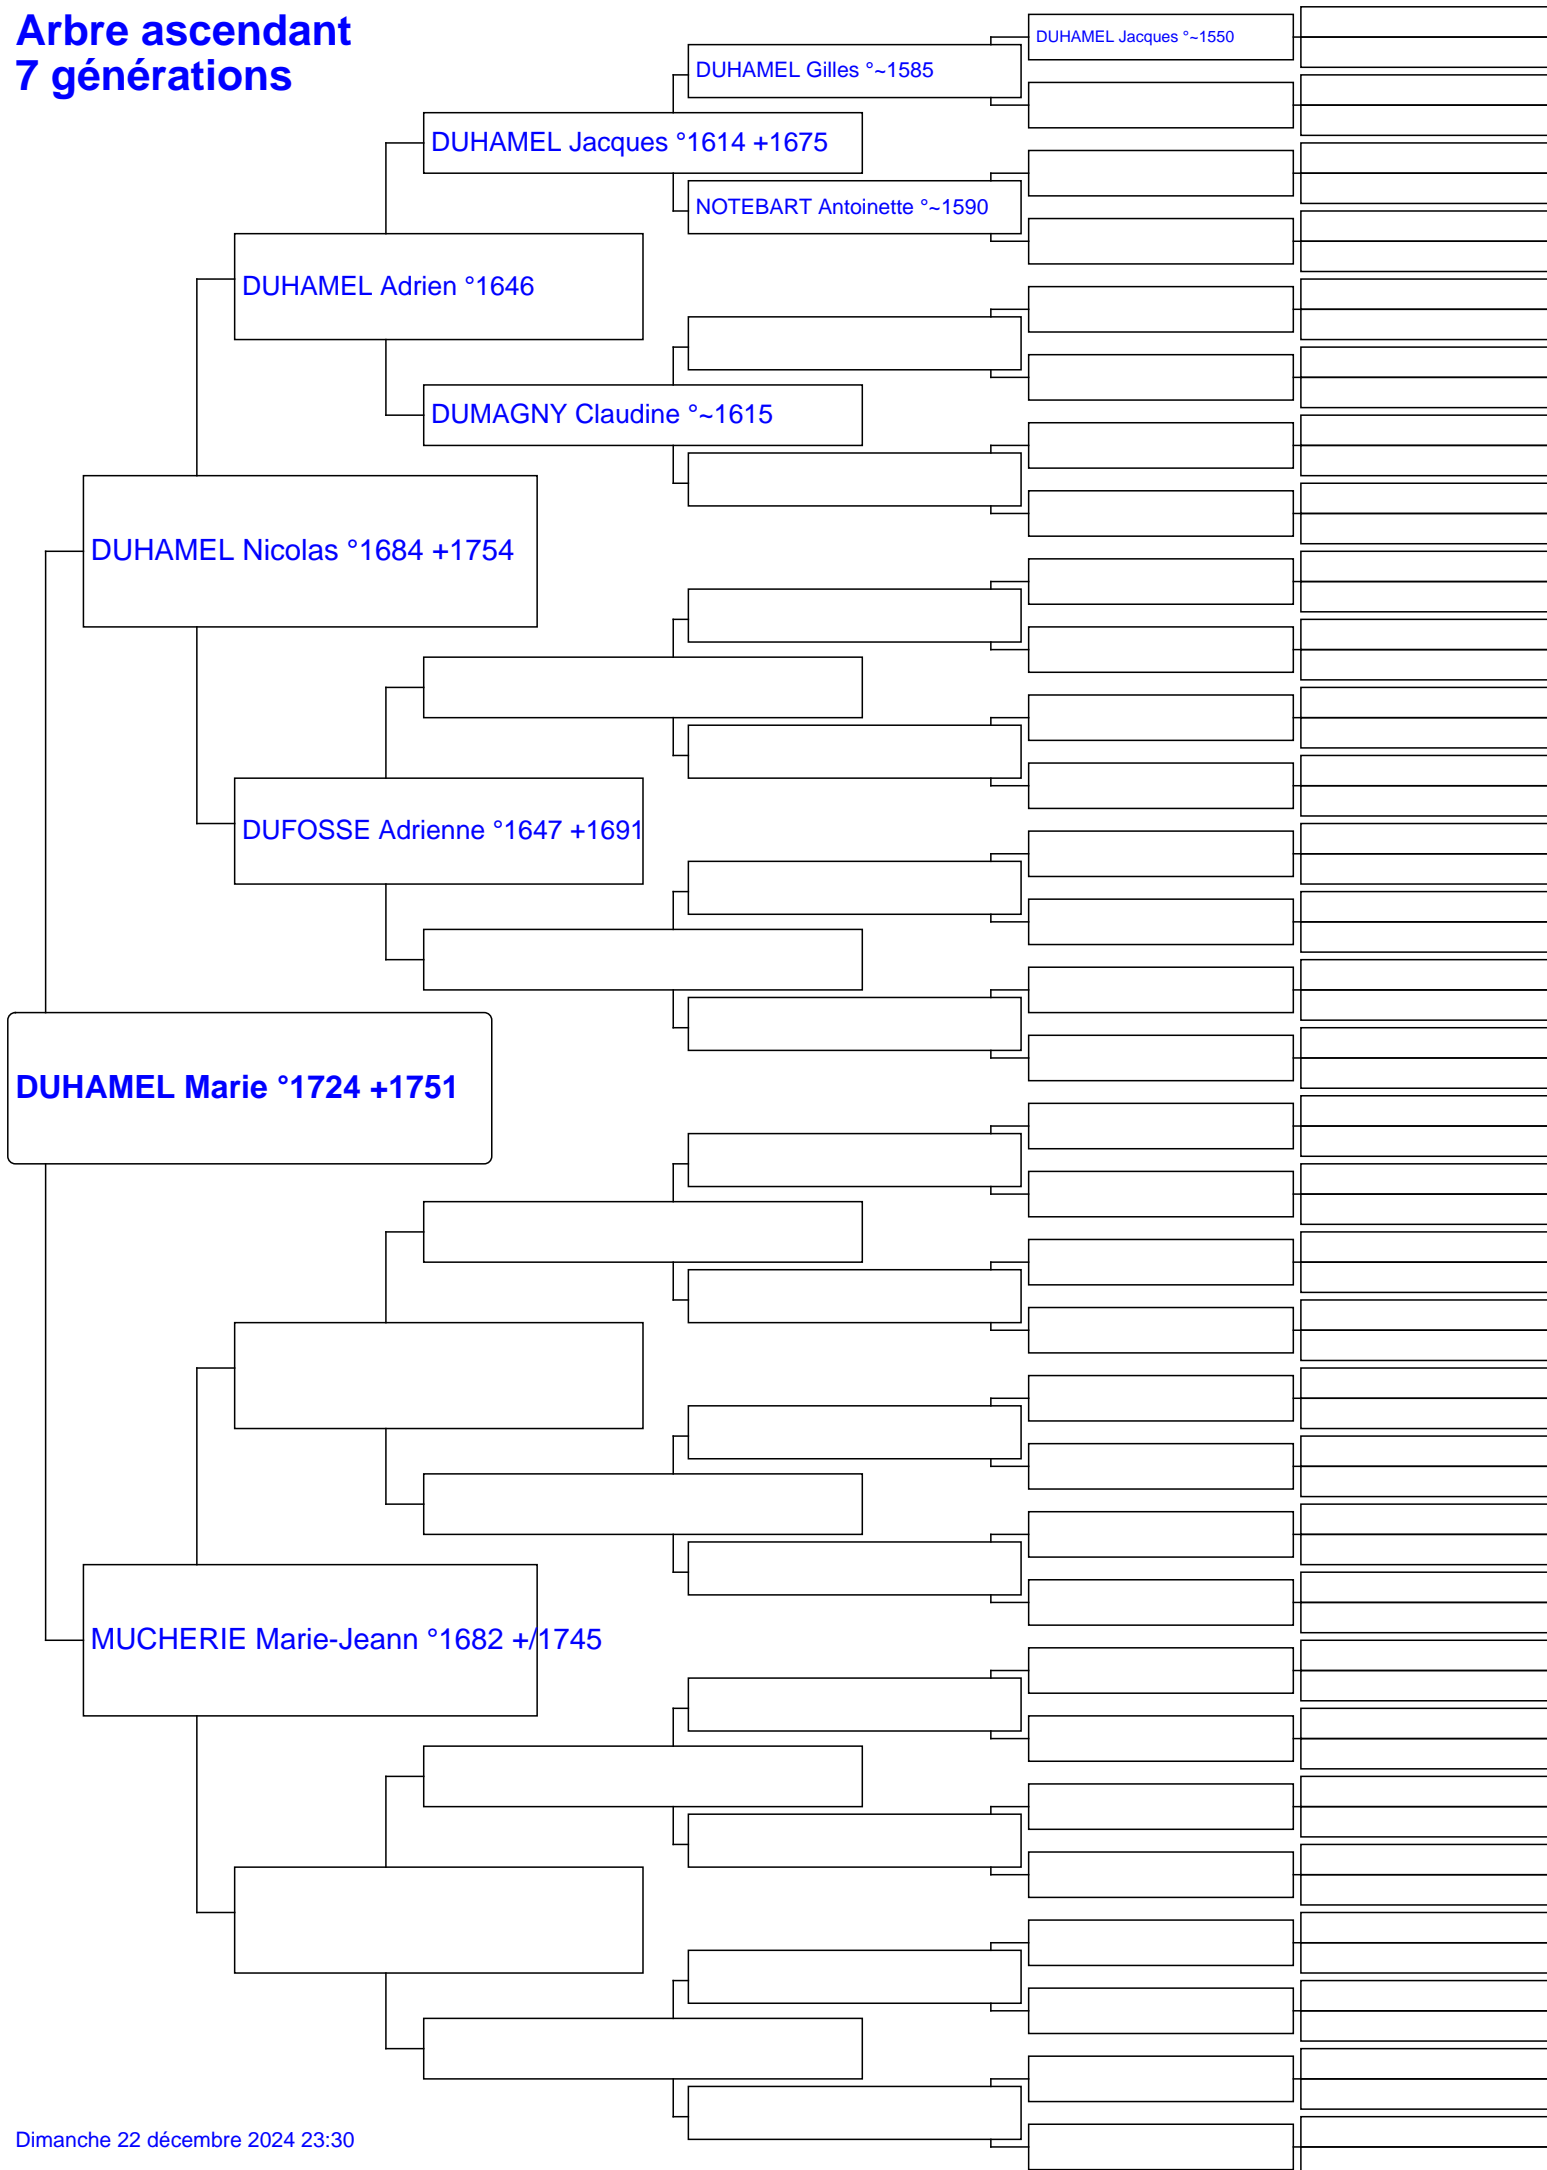 Arbre ascendant
7 générations
DUHAMEL Jacques °~1550
DUHAMEL Gilles °~1585
DUHAMEL Jacques °1614 +1675
NOTEBART Antoinette °~1590
DUHAMEL Adrien °1646
DUMAGNY Claudine °~1615
DUHAMEL Nicolas °1684 +1754
DUFOSSE Adrienne °1647 +1691
DUHAMEL Marie °1724 +1751
MUCHERIE Marie-Jeann °1682 +/1745
Dimanche 22 décembre 2024 23:30